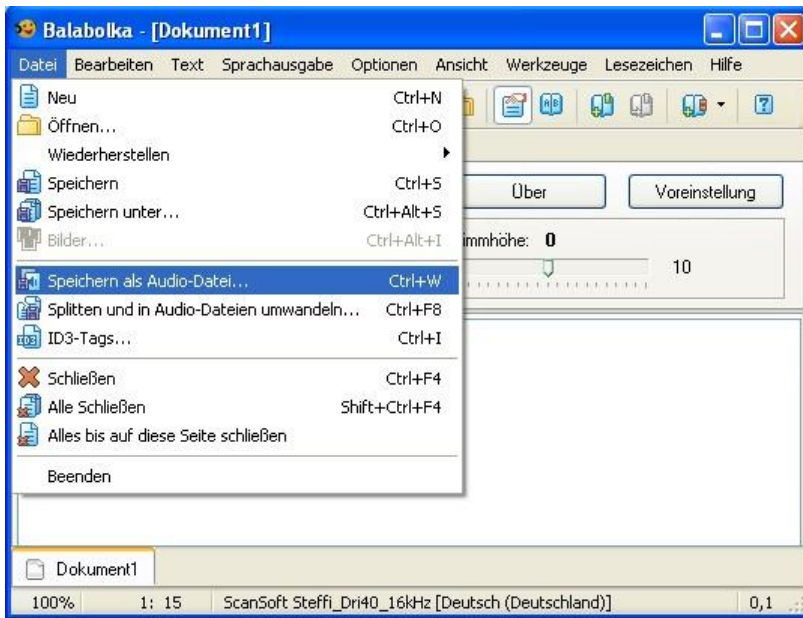 Balabolka - [Dokument1]
Datei Bearbeiten Text Sprachausgabe Optionen Ansicht Werkzeuge Lesezeichen Hilfe
Neu Ctrl+N
Öffnen... Ctrl+O
Wiederherstellen
Speichern Ctrl+S
Speichern unter... Ctrl+Alt+S
Bilder... Ctrl+Alt+I
Speichern als Audio-Datei... Ctrl+W
Splitten und in Audio-Dateien umwandeln... Ctrl+F8
ID3-Tags... Ctrl+I
Schließen Ctrl+F4
Alle Schließen Shift+Ctrl+F4
Alles bis auf diese Seite schließen
Beenden
Über Voreinstellung
immhöhe: 0
10
Dokument1
100% 1: 15 ScanSoft Steffi_Dri40_16kHz [Deutsch (Deutschland)] 0,1